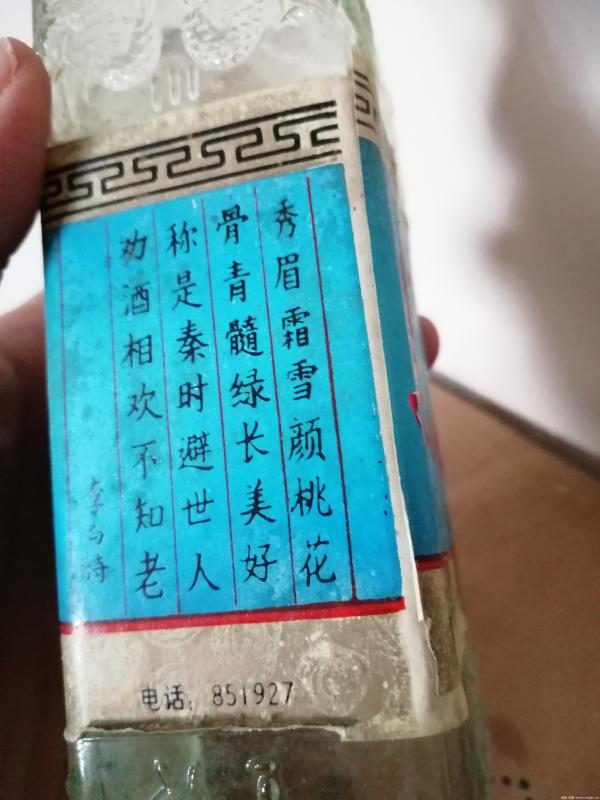 秀眉霜雪颜桃花
骨青髓绿长美好
称是秦时避世人
劝酒相欢不知老
李白诗
电话：851927